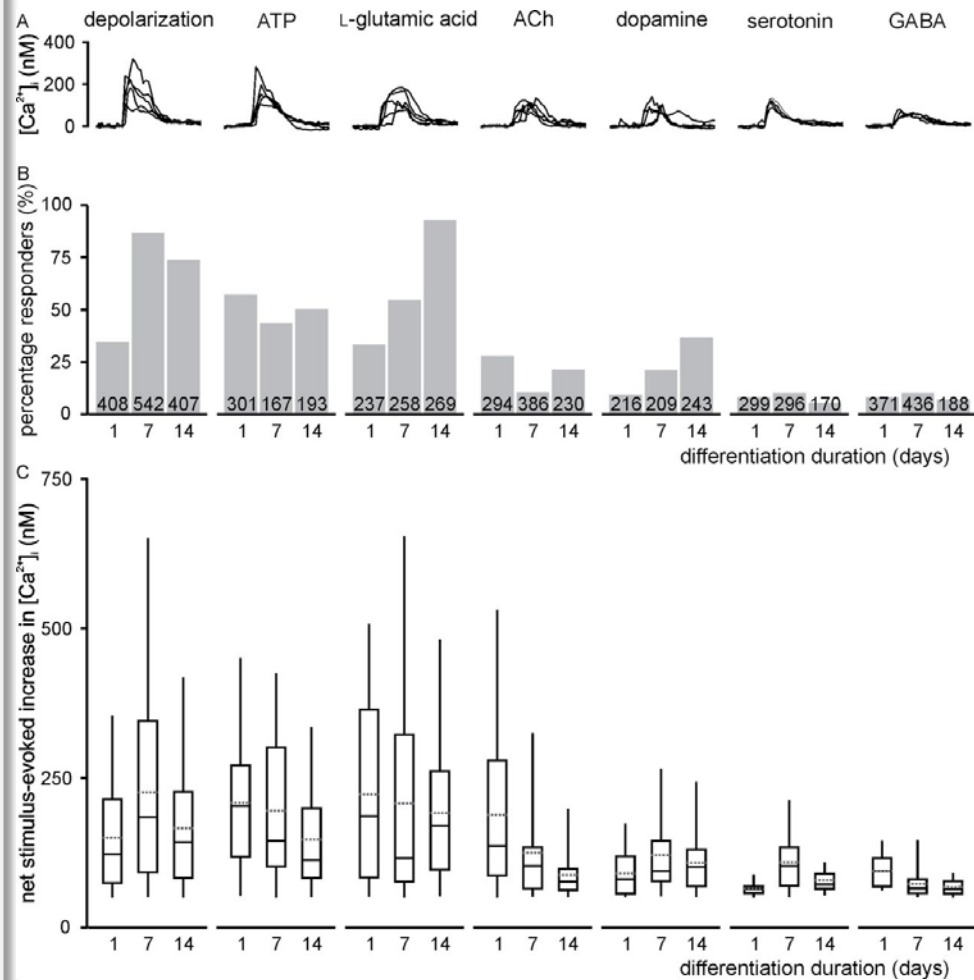 A depolarization ATP L-glutamic acid ACh dopamine serotonin GABA
[Ca²⁺]ᵢ (nM)
400
200
0
B
percentage responders (%)
100
75
50
25
0
408 542 407 301 167 193 237 258 269 294 386 230 216 209 243 299 296 170 371 436 188
1 7 14 1 7 14 1 7 14 1 7 14 1 7 14 1 7 14 1 7 14
differentiation duration (days)
C
net stimulus-evoked increase in [Ca²⁺]ᵢ (nM)
750
500
250
0
1 7 14 1 7 14 1 7 14 1 7 14 1 7 14 1 7 14 1 7 14
differentiation duration (days)